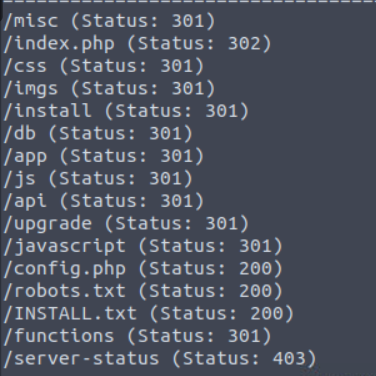 /misc (Status: 301)
/index.php (Status: 302)
/css (Status: 301)
/imgs (Status: 301)
/install (Status: 301)
/db (Status: 301)
/app (Status: 301)
/js (Status: 301)
/api (Status: 301)
/upgrade (Status: 301)
/javascript (Status: 301)
/config.php (Status: 200)
/robots.txt (Status: 200)
/INSTALL.txt (Status: 200)
/functions (Status: 301)
/server-status (Status: 403)